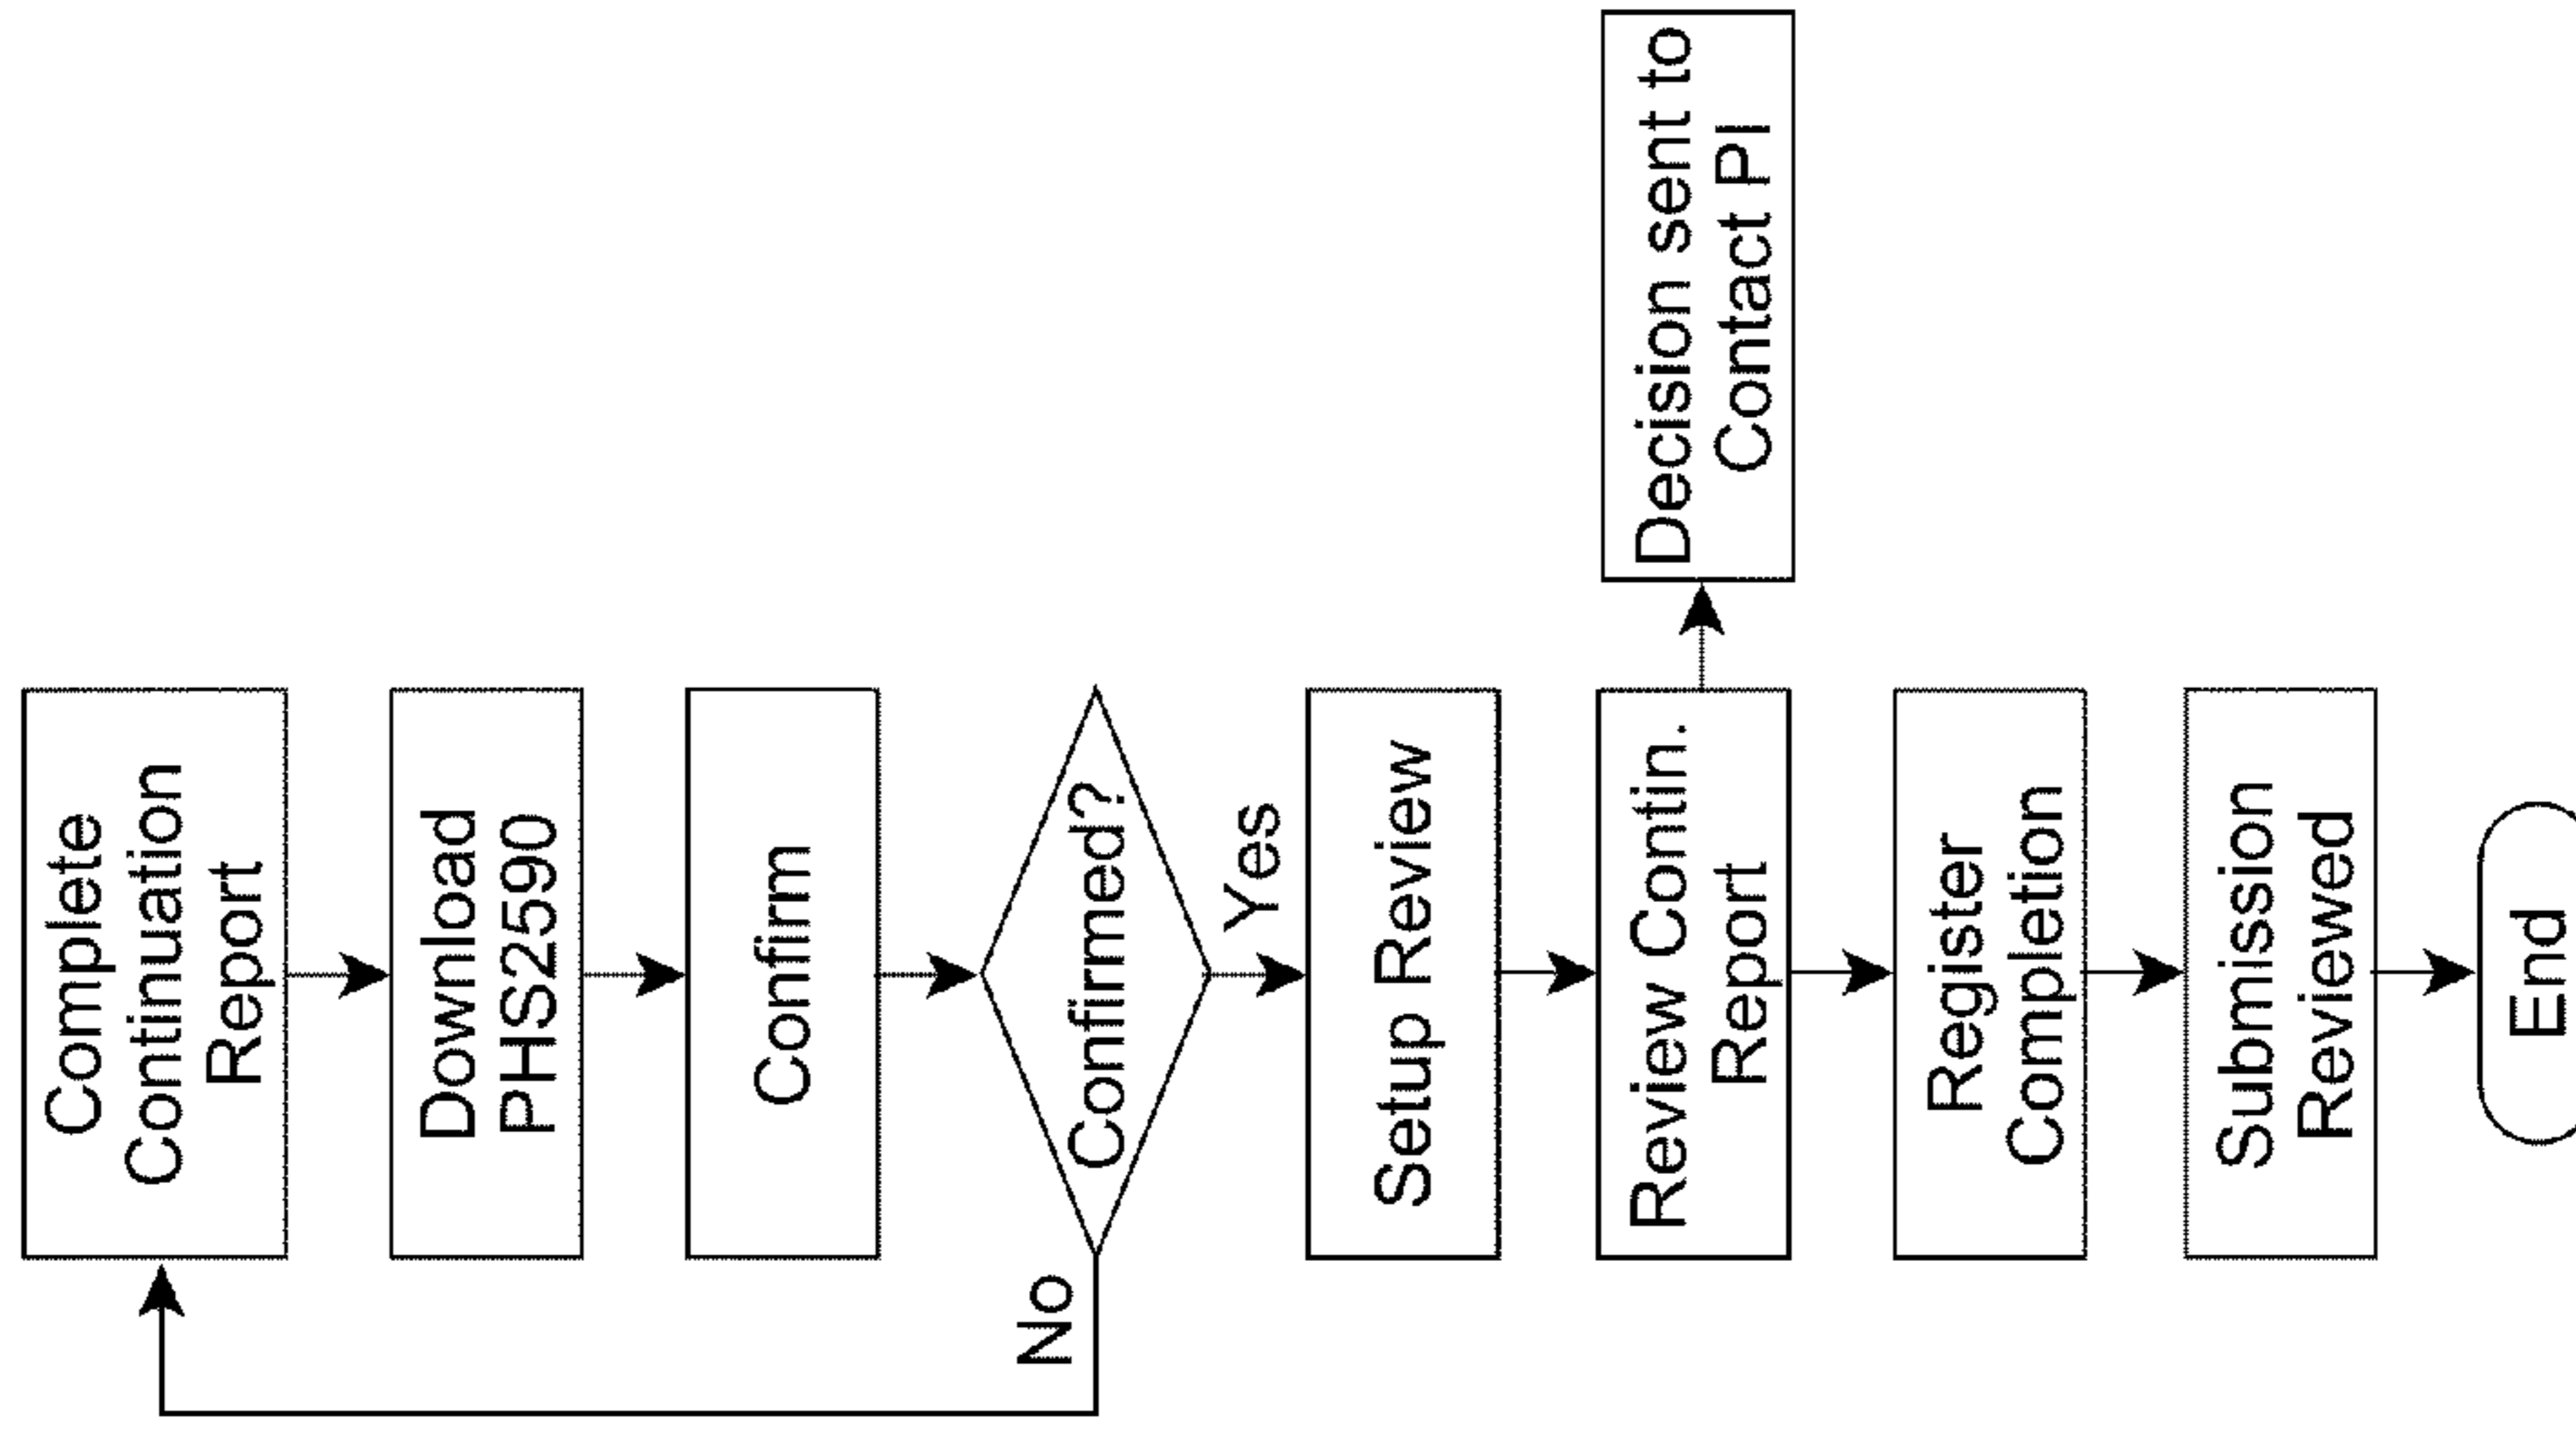 Complete
Continuation
Report
Download
PHS2590
Confirm
Confirmed?
No
Yes
Setup Review
Review Contin.
Report
Decision sent to
Contact PI
Register
Completion
Submission
Reviewed
End